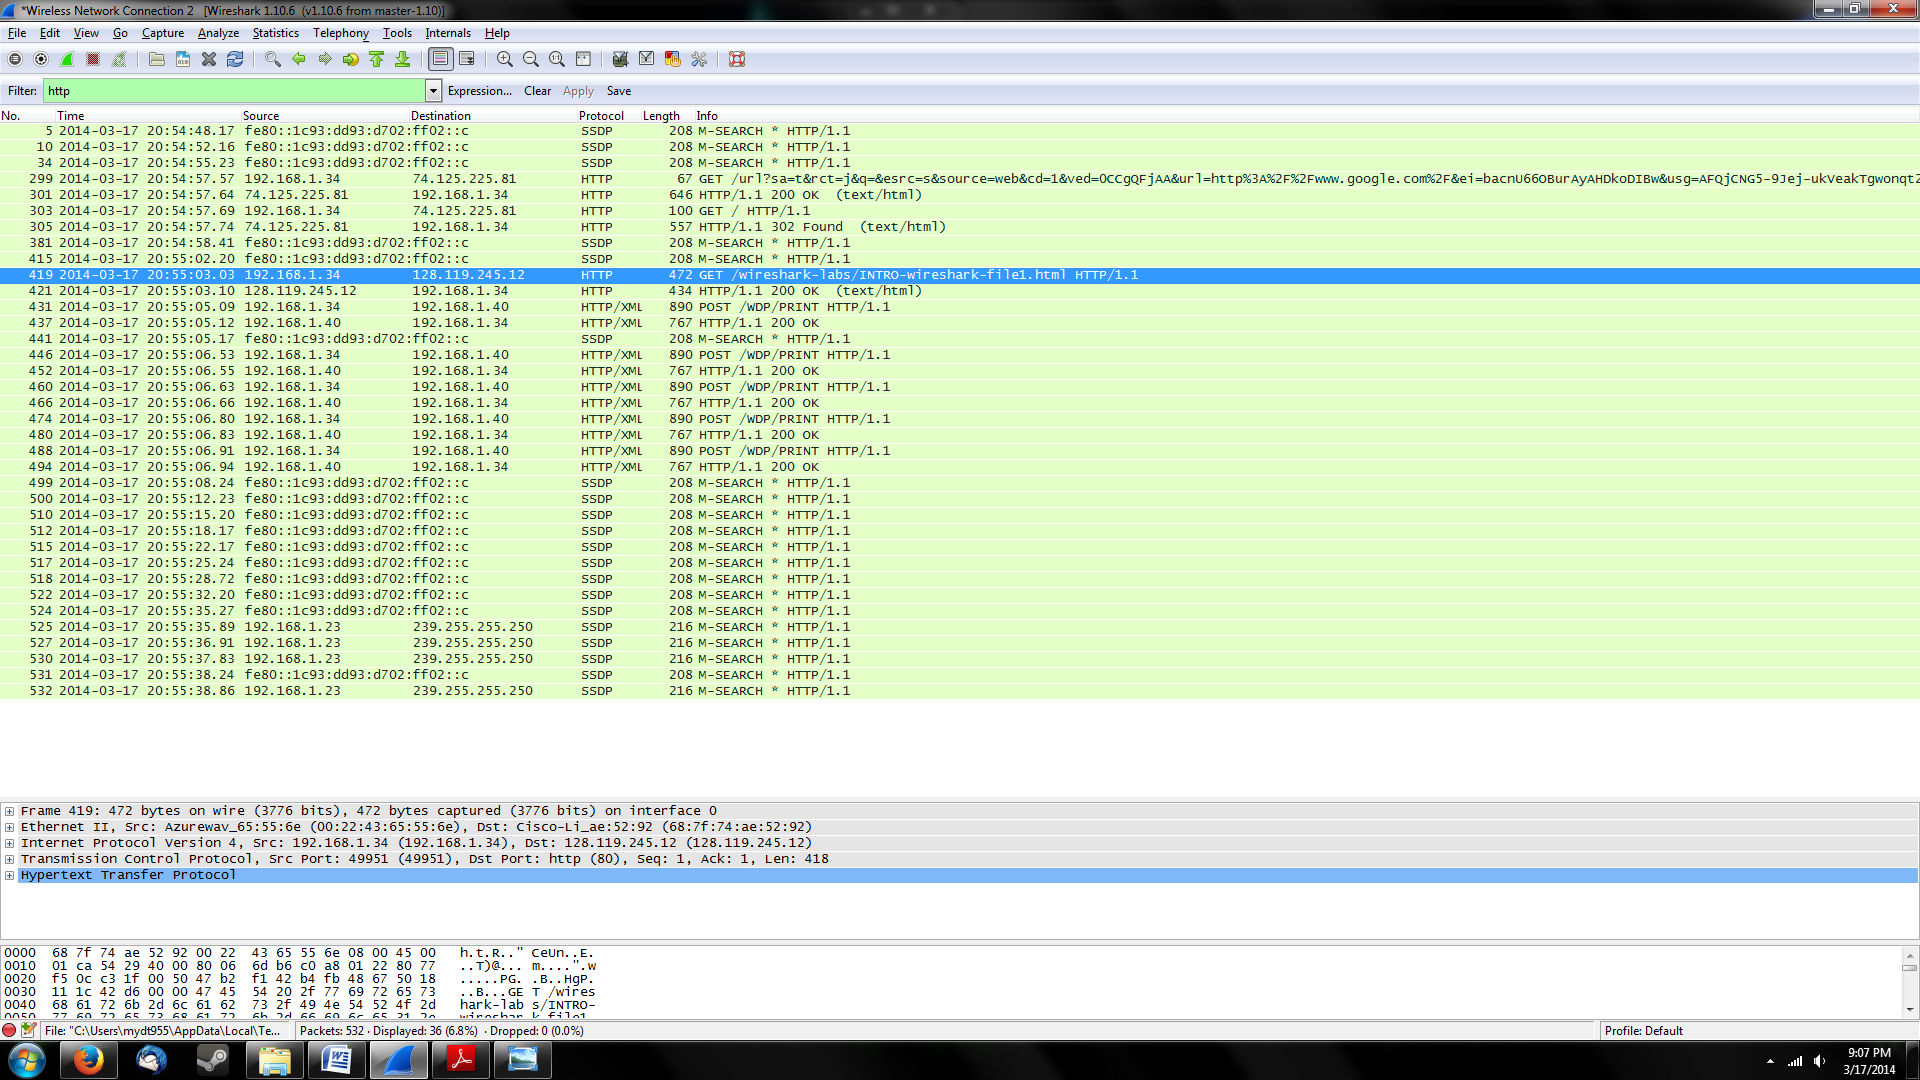 *Wireless Network Connection 2 [Wireshark 1.10.6 (v1.10.6 from master-1.10)]
File Edit View Go Capture Analyze Statistics Telephony Tools Internals Help
Filter: http Expression... Clear Apply Save
No. Time Source Destination Protocol Length Info
5 2014-03-17 20:54:48.17 fe80::1c93:dd93:d702: ff02::c SSDP 208 M-SEARCH * HTTP/1.1
10 2014-03-17 20:54:52.16 fe80::1c93:dd93:d702: ff02::c SSDP 208 M-SEARCH * HTTP/1.1
34 2014-03-17 20:54:55.23 fe80::1c93:dd93:d702: ff02::c SSDP 208 M-SEARCH * HTTP/1.1
299 2014-03-17 20:54:57.57 192.168.1.34 74.125.225.81 HTTP 67 GET /url?sa=t&rct=j&q=&esrc=s&source=web&cd=1&ved=0CCgQFjAA&url=http%3A%2F%2Fwww.google.com%2F&ei=bacnU66OBurAyAHDkoDIBw&usg=AFQjCNG5-9Jej-ukVeakTgwonqt2
301 2014-03-17 20:54:57.64 74.125.225.81 192.168.1.34 HTTP 646 HTTP/1.1 200 OK (text/html)
303 2014-03-17 20:54:57.69 192.168.1.34 74.125.225.81 HTTP 100 GET / HTTP/1.1
305 2014-03-17 20:54:57.74 74.125.225.81 192.168.1.34 HTTP 557 HTTP/1.1 302 Found (text/html)
381 2014-03-17 20:54:58.41 fe80::1c93:dd93:d702: ff02::c SSDP 208 M-SEARCH * HTTP/1.1
415 2014-03-17 20:55:02.20 fe80::1c93:dd93:d702: ff02::c SSDP 208 M-SEARCH * HTTP/1.1
419 2014-03-17 20:55:03.03 192.168.1.34 128.119.245.12 HTTP 472 GET /wireshark-labs/INTRO-wireshark-file1.html HTTP/1.1
421 2014-03-17 20:55:03.10 128.119.245.12 192.168.1.34 HTTP 434 HTTP/1.1 200 OK (text/html)
431 2014-03-17 20:55:05.09 192.168.1.34 192.168.1.40 HTTP/XML 890 POST /WDP/PRINT HTTP/1.1
437 2014-03-17 20:55:05.12 192.168.1.40 192.168.1.34 HTTP/XML 767 HTTP/1.1 200 OK
441 2014-03-17 20:55:05.17 fe80::1c93:dd93:d702: ff02::c SSDP 208 M-SEARCH * HTTP/1.1
446 2014-03-17 20:55:06.53 192.168.1.34 192.168.1.40 HTTP/XML 890 POST /WDP/PRINT HTTP/1.1
452 2014-03-17 20:55:06.55 192.168.1.40 192.168.1.34 HTTP/XML 767 HTTP/1.1 200 OK
460 2014-03-17 20:55:06.63 192.168.1.34 192.168.1.40 HTTP/XML 890 POST /WDP/PRINT HTTP/1.1
466 2014-03-17 20:55:06.66 192.168.1.40 192.168.1.34 HTTP/XML 767 HTTP/1.1 200 OK
474 2014-03-17 20:55:06.80 192.168.1.34 192.168.1.40 HTTP/XML 890 POST /WDP/PRINT HTTP/1.1
480 2014-03-17 20:55:06.83 192.168.1.40 192.168.1.34 HTTP/XML 767 HTTP/1.1 200 OK
488 2014-03-17 20:55:06.91 192.168.1.34 192.168.1.40 HTTP/XML 890 POST /WDP/PRINT HTTP/1.1
494 2014-03-17 20:55:06.94 192.168.1.40 192.168.1.34 HTTP/XML 767 HTTP/1.1 200 OK
499 2014-03-17 20:55:08.24 fe80::1c93:dd93:d702: ff02::c SSDP 208 M-SEARCH * HTTP/1.1
500 2014-03-17 20:55:12.23 fe80::1c93:dd93:d702: ff02::c SSDP 208 M-SEARCH * HTTP/1.1
510 2014-03-17 20:55:15.20 fe80::1c93:dd93:d702: ff02::c SSDP 208 M-SEARCH * HTTP/1.1
512 2014-03-17 20:55:18.17 fe80::1c93:dd93:d702: ff02::c SSDP 208 M-SEARCH * HTTP/1.1
515 2014-03-17 20:55:22.17 fe80::1c93:dd93:d702: ff02::c SSDP 208 M-SEARCH * HTTP/1.1
517 2014-03-17 20:55:25.24 fe80::1c93:dd93:d702: ff02::c SSDP 208 M-SEARCH * HTTP/1.1
518 2014-03-17 20:55:28.72 fe80::1c93:dd93:d702: ff02::c SSDP 208 M-SEARCH * HTTP/1.1
522 2014-03-17 20:55:32.20 fe80::1c93:dd93:d702: ff02::c SSDP 208 M-SEARCH * HTTP/1.1
524 2014-03-17 20:55:35.27 fe80::1c93:dd93:d702: ff02::c SSDP 208 M-SEARCH * HTTP/1.1
525 2014-03-17 20:55:35.89 192.168.1.23 239.255.255.250 SSDP 216 M-SEARCH * HTTP/1.1
527 2014-03-17 20:55:36.91 192.168.1.23 239.255.255.250 SSDP 216 M-SEARCH * HTTP/1.1
530 2014-03-17 20:55:37.83 192.168.1.23 239.255.255.250 SSDP 216 M-SEARCH * HTTP/1.1
531 2014-03-17 20:55:38.24 fe80::1c93:dd93:d702: ff02::c SSDP 208 M-SEARCH * HTTP/1.1
532 2014-03-17 20:55:38.86 192.168.1.23 239.255.255.250 SSDP 216 M-SEARCH * HTTP/1.1
Frame 419: 472 bytes on wire (3776 bits), 472 bytes captured (3776 bits) on interface 0
Ethernet II, Src: Azurewav_65:55:6e (00:22:43:65:55:6e), Dst: Cisco-Li_ae:52:92 (68:7f:74:ae:52:92)
Internet Protocol Version 4, Src: 192.168.1.34 (192.168.1.34), Dst: 128.119.245.12 (128.119.245.12)
Transmission Control Protocol, Src Port: 49951 (49951), Dst Port: http (80), Seq: 1, Ack: 1, Len: 418
Hypertext Transfer Protocol
0000 68 7f 74 ae 52 92 00 22 43 65 55 6e 08 00 45 00 h.t.R.." CeUn..E.
0010 01 ca 54 29 40 00 80 06 6d b6 c0 a8 01 22 80 77 ..T)@... m....".w
0020 f5 0c c3 1f 00 50 47 b2 f1 42 b4 fb 48 67 50 18 .....PG. .B..HgP.
0030 11 1c 42 d6 00 00 47 45 54 20 2f 77 69 72 65 73 ..B...GE T /wires
0040 68 61 72 6b 2d 6c 61 62 73 2f 49 4e 54 52 4f 2d hark-lab s/INTRO-
0050 77 69 72 65 73 68 61 72 6b 2d 66 69 6c 65 31 2e wireshar k-file1.
File: "C:\Users\mydt955\AppData\Local\Te... Packets: 532 · Displayed: 36 (6.8%) · Dropped: 0 (0.0%) Profile: Default
9:07 PM
3/17/2014